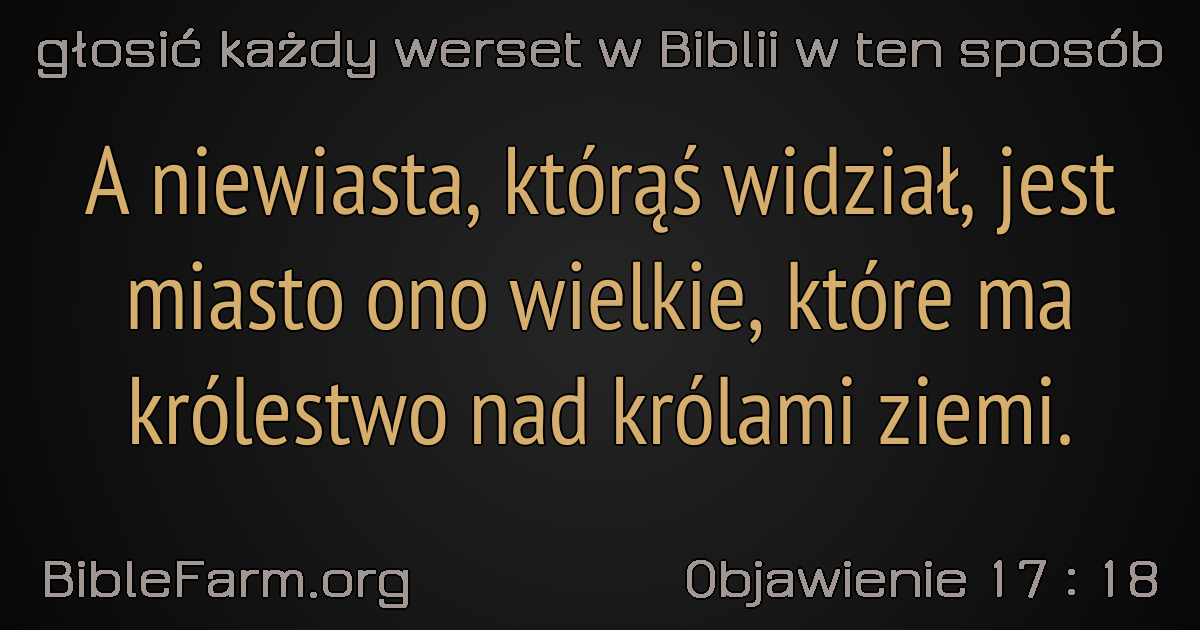 głosić każdy werset w Biblii w ten sposób
A niewiasta, którąś widział, jest
miasto ono wielkie, które ma
królestwo nad królami ziemi.
BibleFarm.org
Objawienie 17 : 18